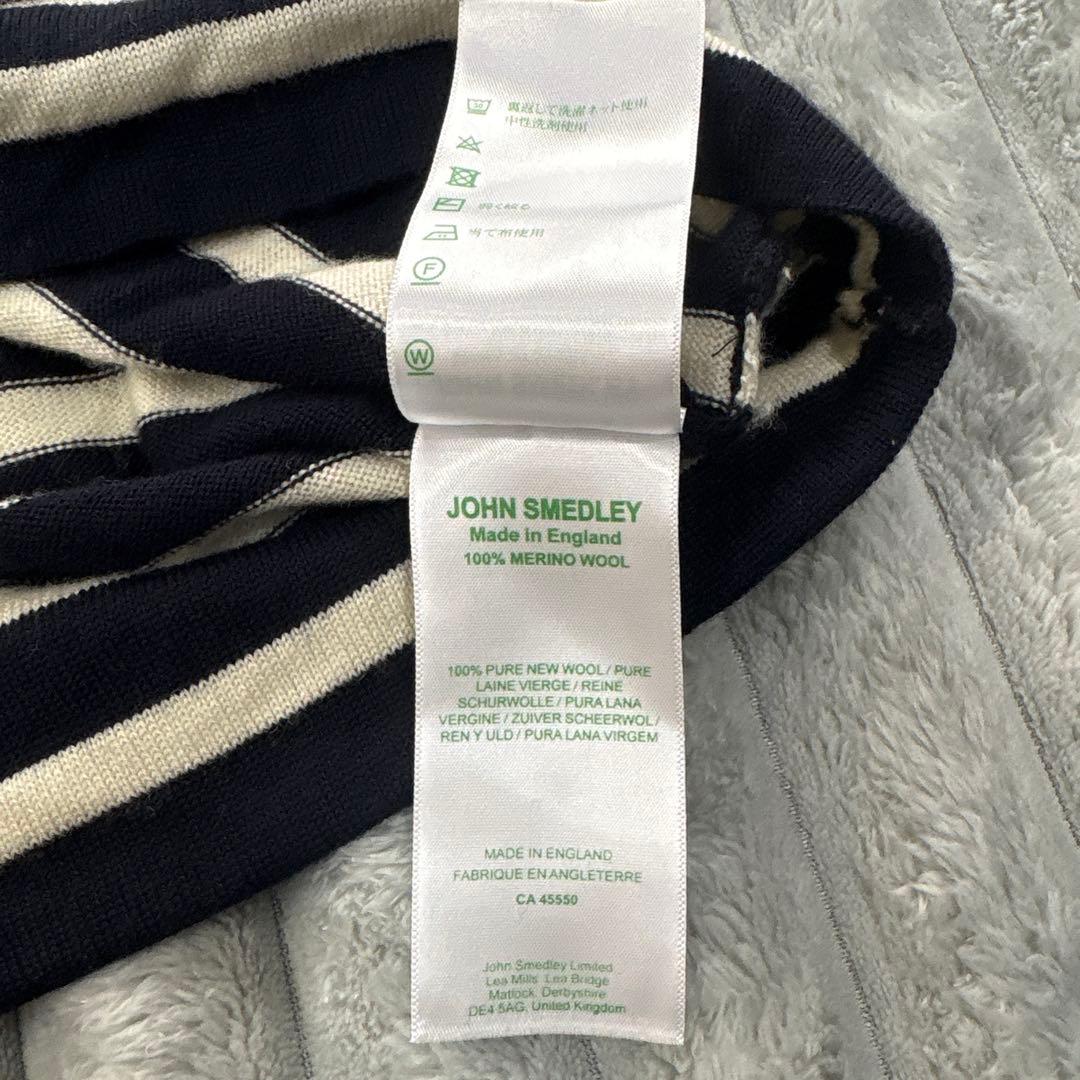 30
裏返して洗濯ネット使用
中性洗剤使用
弱く絞る
当て布使用
F
W
JOHN SMEDLEY
Made in England
100% MERINO WOOL
100% PURE NEW WOOL / PURE
LAINE VIERGE / REINE
SCHURWOLLE / PURA LANA
VERGINE / ZUIVER SCHEERWOL /
REN Y ULD / PURA LANA VIRGEM
MADE IN ENGLAND
FABRIQUE EN ANGLETERRE
CA 45550
John Smedley Limited
Lea Mills, Lea Bridge
Matlock, Derbyshire
DE4 5AG, United Kingdom